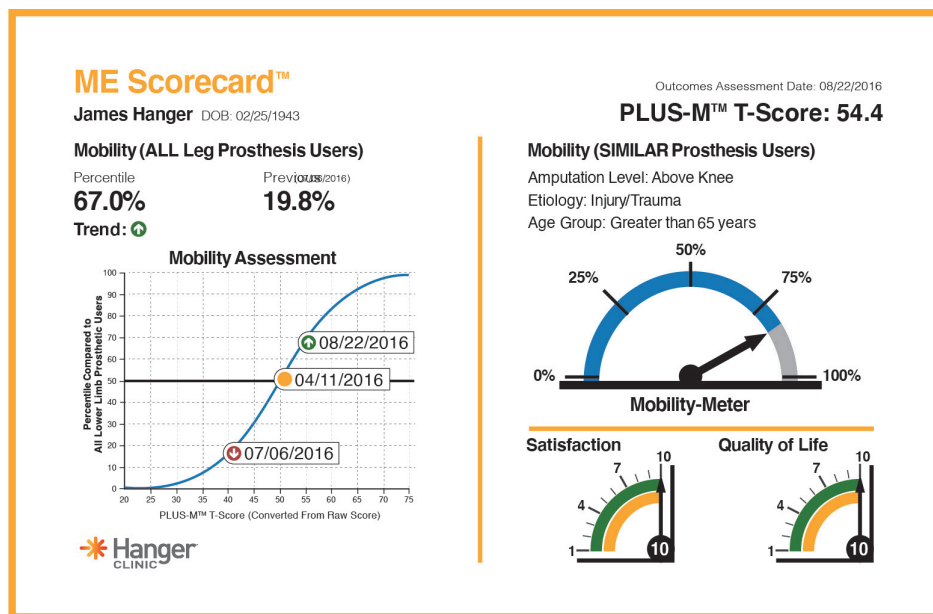 ME Scorecard™
James Hanger DOB: 02/25/1943
Outcomes Assessment Date: 08/22/2016
PLUS-M™ T-Score: 54.4
Mobility (ALL Leg Prosthesis Users)
Percentile
67.0%
Previous (07/06/2016)
19.8%
Trend:
Mobility Assessment
Percentile Compared to
All Lower Limb Prosthetic Users
100
90
80
70
60
50
40
30
20
10
0
08/22/2016
04/11/2016
07/06/2016
20 25 30 35 40 45 50 55 60 65 70 75
PLUS-M™ T-Score (Converted From Raw Score)
Hanger
CLINIC
Mobility (SIMILAR Prosthesis Users)
Amputation Level: Above Knee
Etiology: Injury/Trauma
Age Group: Greater than 65 years
0%
25%
50%
75%
100%
Mobility-Meter
Satisfaction
1
4
7
10
10
Quality of Life
1
4
7
10
10